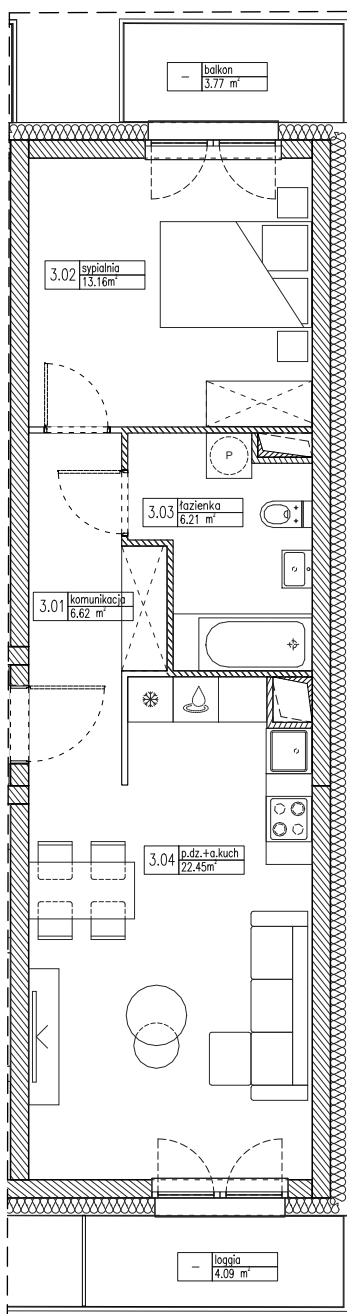 – balkon
3.77 m²
3.02 sypialnia
13.16m²
P
3.03 łazienka
6.21 m²
3.01 komunikacja
6.62 m²
3.04 p.dz.+a.kuch
22.45m²
– loggia
4.09 m²